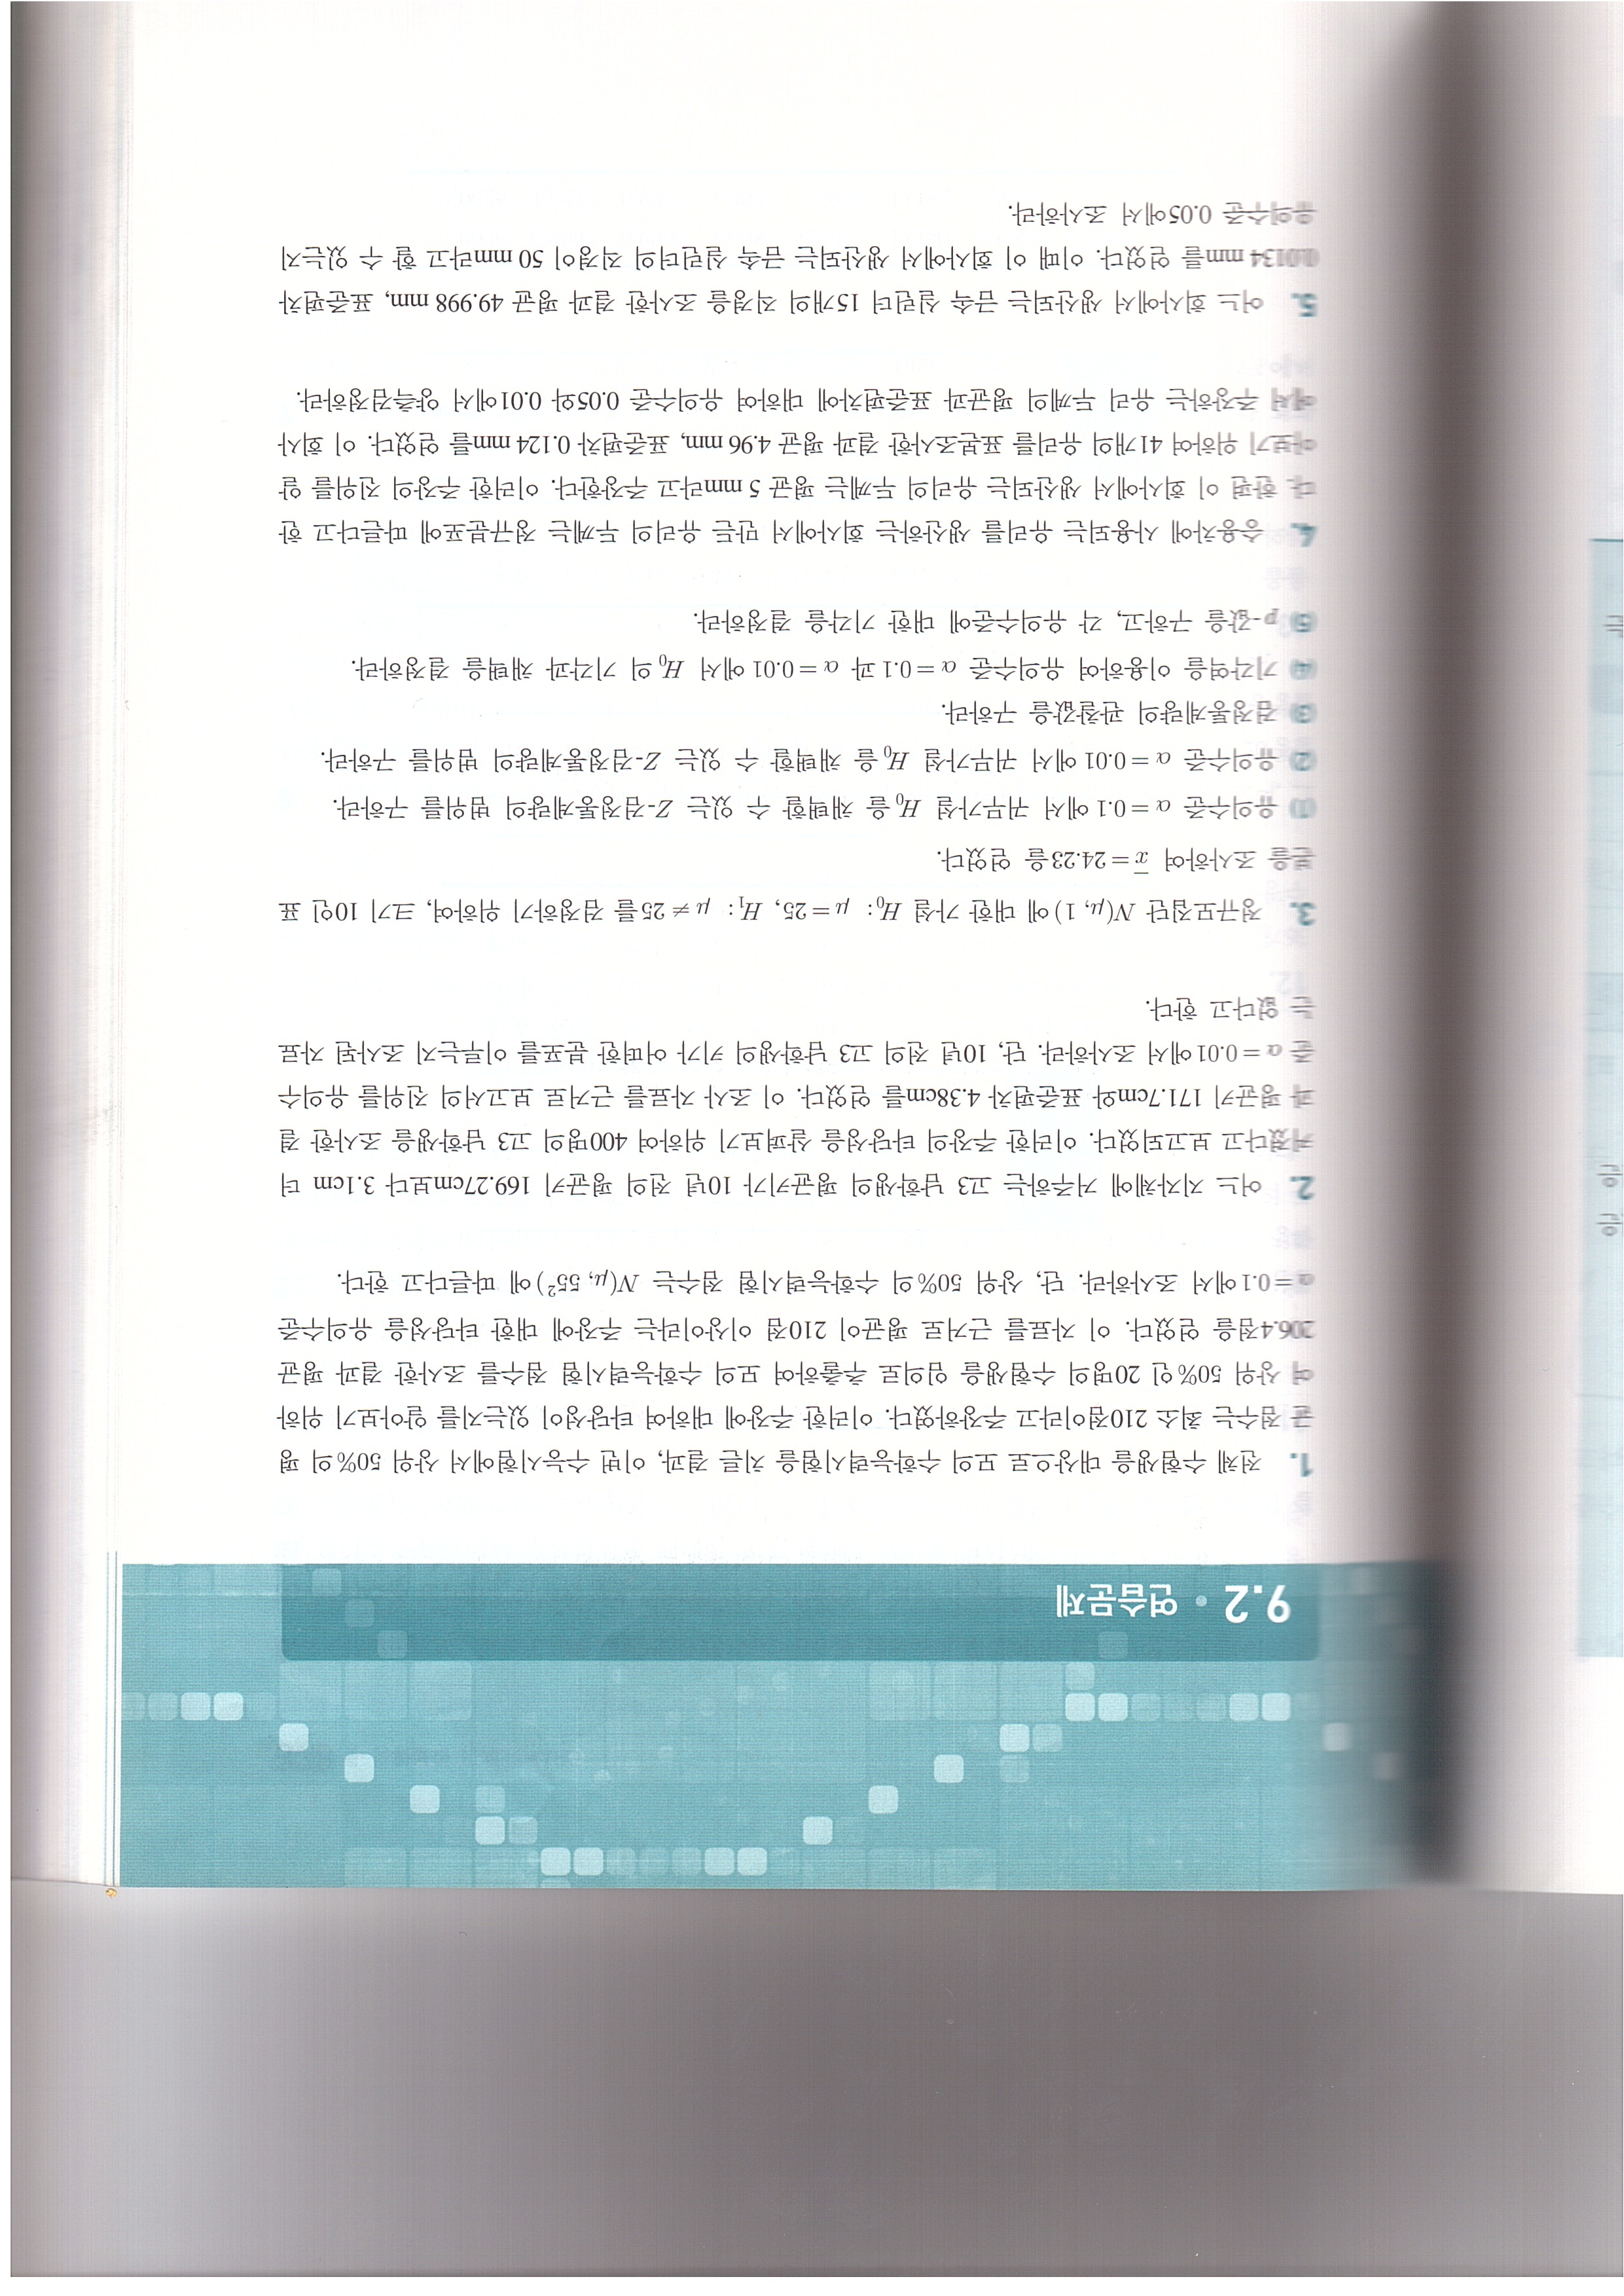 9.2 • 연습문제
1. 전체 수험생을 대상으로 모의 수학능력시험을 치른 결과, 이번 수능시험에서 상위 50%의 평
균 점수는 최소 210점이라고 주장하였다. 이러한 주장에 대하여 타당성이 있는지를 알아보기 위하
여 상위 50%인 20명의 수험생을 임의로 추출하여 모의 수학능력시험 점수를 조사한 결과 평균
206.4점을 얻었다. 이 자료를 근거로 평균이 210점 이상이라는 주장에 대한 타당성을 유의수준
α=0.1에서 조사하라. 단, 상위 50%의 수학능력시험 점수는 N(μ, 55²)에 따른다고 한다.
2. 어느 지자체에 거주하는 고3 남학생의 평균키가 10년 전의 평균키 169.27cm보다 3.1cm 더
커졌다고 보고되었다. 이러한 주장의 타당성을 살펴보기 위하여 400명의 고3 남학생을 조사한 결
과 평균키 171.7cm와 표준편차 4.38cm를 얻었다. 이 조사 자료를 근거로 보고서의 진위를 유의수
준 α=0.01에서 조사하라. 단, 10년 전의 고3 남학생의 키가 어떠한 분포를 이루는지 조사된 자료
는 없다고 한다.
3. 정규모집단 N(μ, 1)에 대한 가설 H₀: μ=25, H₁: μ≠25를 검정하기 위하여, 크기 10인 표
본을 조사하여 x̄=24.23을 얻었다.
(1) 유의수준 α=0.1에서 귀무가설 H₀을 채택할 수 있는 Z-검정통계량의 범위를 구하라.
(2) 유의수준 α=0.01에서 귀무가설 H₀을 채택할 수 있는 Z-검정통계량의 범위를 구하라.
(3) 검정통계량의 관찰값을 구하라.
(4) 기각역을 이용하여 유의수준 α=0.1과 α=0.01에서 H₀의 기각과 채택을 결정하라.
(5) p-값을 구하고, 각 유의수준에 대한 기각을 결정하라.
4. 승용차에 사용되는 유리를 생산하는 회사에서 만든 유리의 두께는 정규분포에 따른다고 한
다. 한편 이 회사에서 생산되는 유리의 두께는 평균 5 mm라고 주장한다. 이러한 주장의 진위를 알
아보기 위하여 41개의 유리를 표본조사한 결과 평균 4.96 mm, 표준편차 0.124 mm를 얻었다. 이 회사
에서 주장하는 유리 두께의 평균과 표준편차에 대하여 유의수준 0.05와 0.01에서 양측검정하라.
5. 어느 회사에서 생산되는 금속 실린더 15개의 직경을 조사한 결과 평균 49.998 mm, 표준편차
0.0134 mm를 얻었다. 이때 이 회사에서 생산되는 금속 실린더의 직경이 50 mm라고 할 수 있는지
유의수준 0.05에서 조사하라.
는